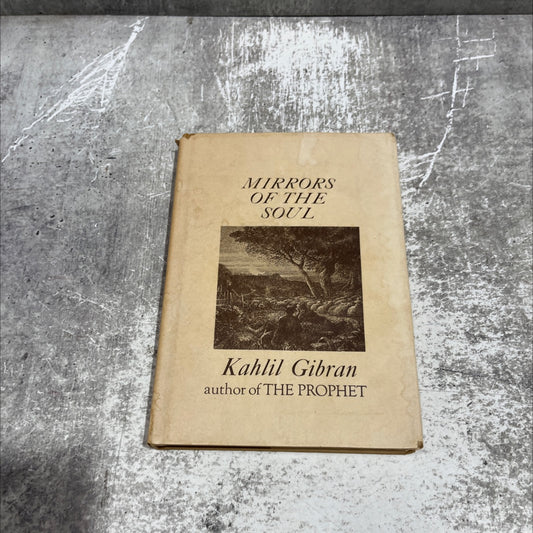 MIRRORS
OF THE
SOUL
Kahlil Gibran
author of THE PROPHET